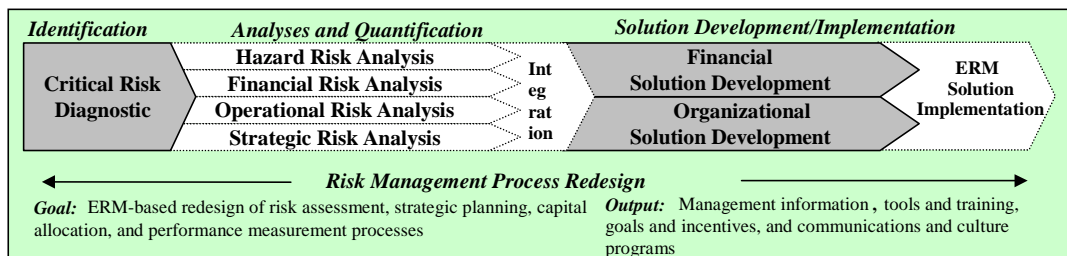 Identification
Analyses and Quantification
Solution Development/Implementation
Critical Risk
Diagnostic
Hazard Risk Analysis
Financial Risk Analysis
Operational Risk Analysis
Strategic Risk Analysis
Int
eg
rat
ion
Financial
Solution Development
Organizational
Solution Development
ERM
Solution
Implementation
Risk Management Process Redesign
Goal: ERM-based redesign of risk assessment, strategic planning, capital
allocation, and performance measurement processes
Output: Management information, tools and training,
goals and incentives, and communications and culture
programs